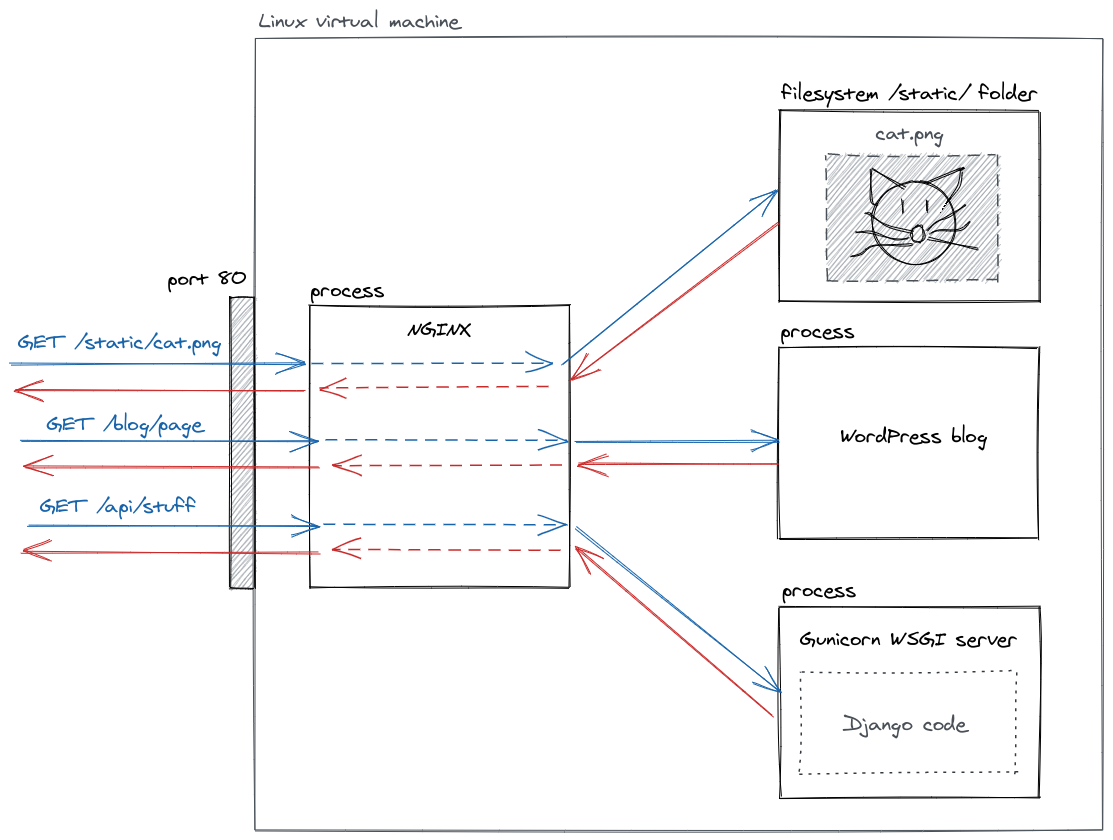 Linux virtual machine
filesystem /static/ folder
cat.png
port 80
process
NGINX
GET /static/cat.png
GET /blog/page
GET /api/stuff
process
WordPress blog
process
Gunicorn WSGI server
Django code